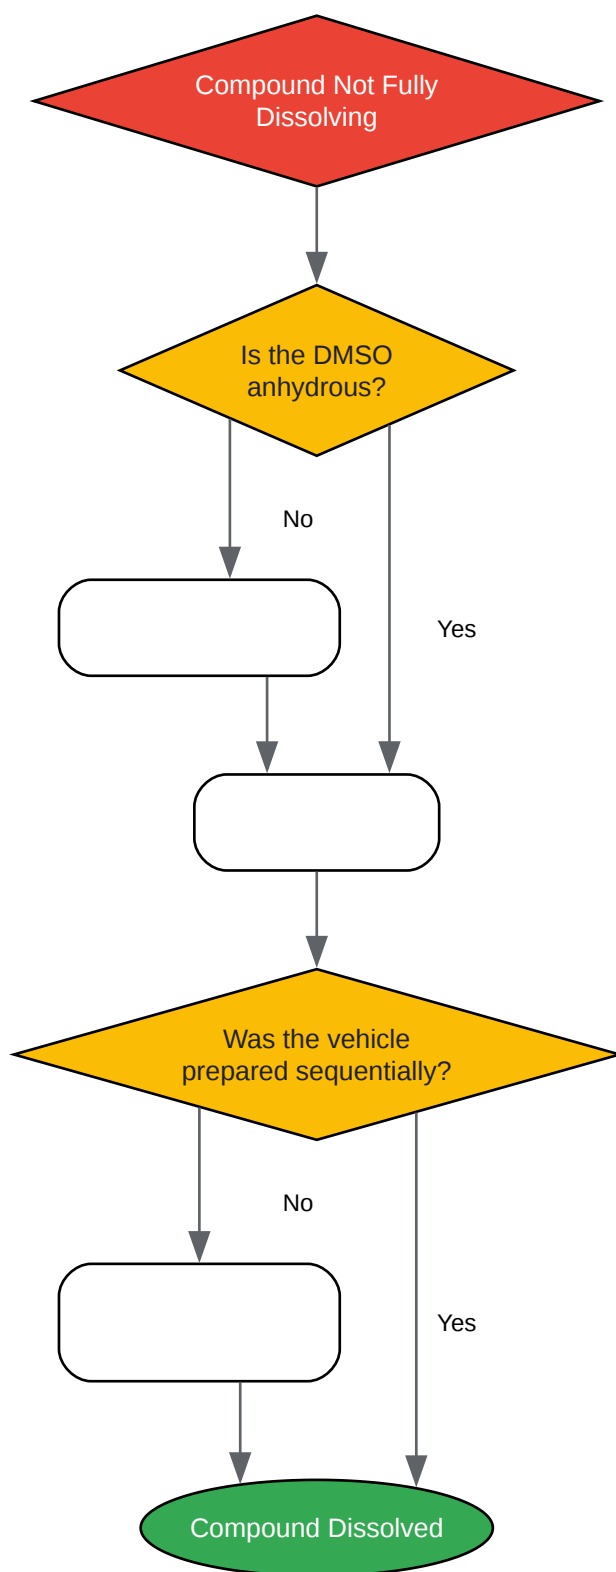 Compound Not Fully
Dissolving
Is the DMSO
anhydrous?
No
Yes
Was the vehicle
prepared sequentially?
No
Yes
Compound Dissolved